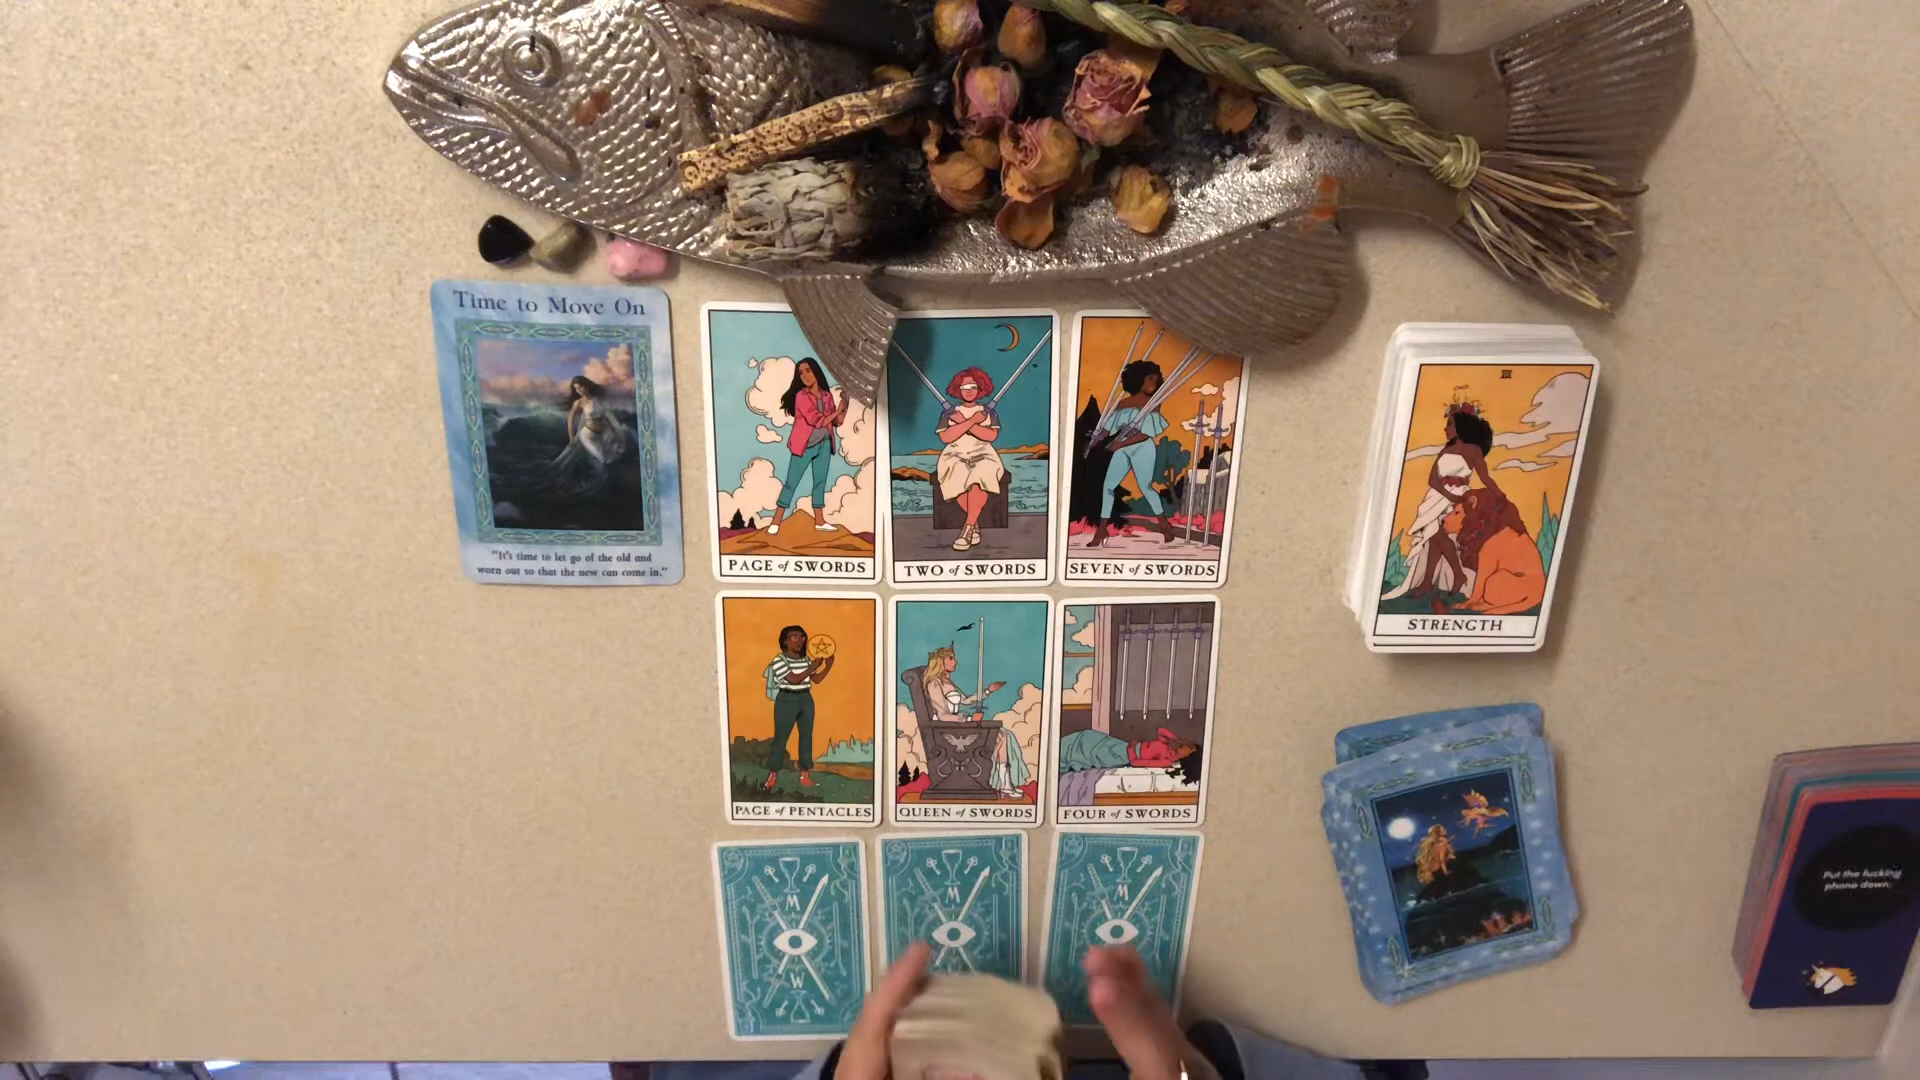 Time to Move On
"It's time to let go of the old and
worn out so that the new can come in."
PAGE of SWORDS
TWO of SWORDS
SEVEN of SWORDS
VIII
STRENGTH
PAGE of PENTACLES
QUEEN of SWORDS
FOUR of SWORDS
M
W
M
M
Put the fucking
phone down.